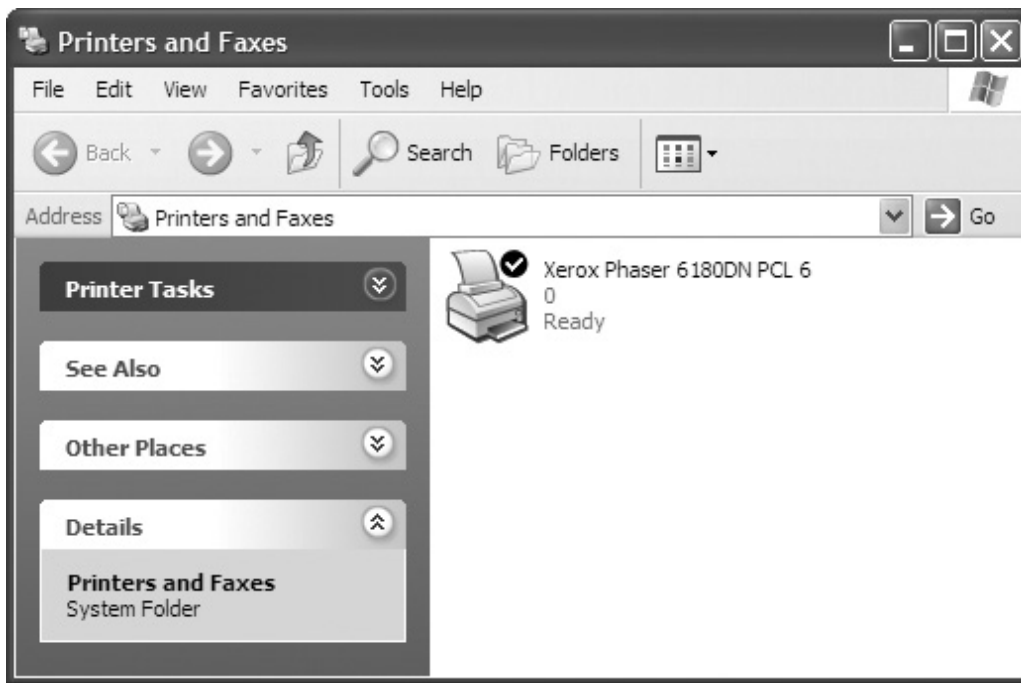 Printers and Faxes
File Edit View Favorites Tools Help
Back Search Folders
Address Printers and Faxes Go
Printer Tasks
See Also
Other Places
Details
Printers and Faxes
System Folder
Xerox Phaser 6180DN PCL 6
0
Ready